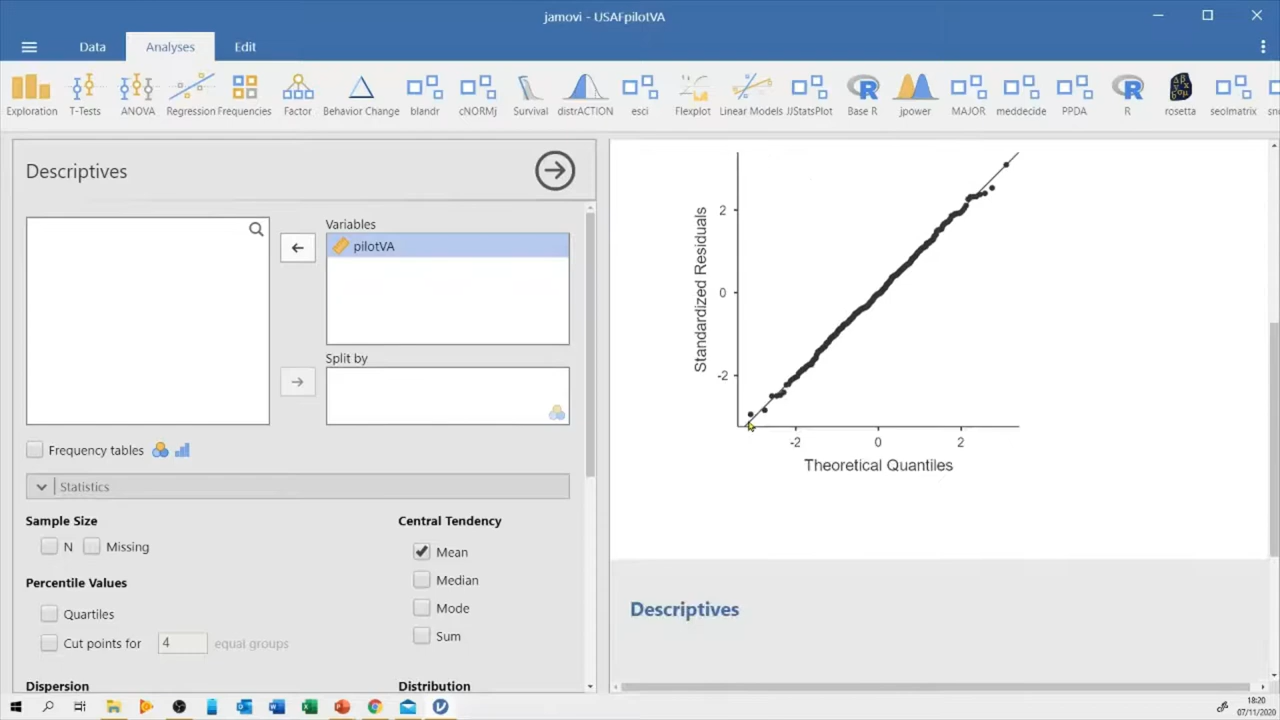 jamovi - USAFpilotVA
Data Analyses Edit
Exploration T-Tests ANOVA Regression Frequencies Factor Behavior Change blandr cNORMj Survival distrACTION esci Flexplot Linear Models JJStatsPlot Base R jpower MAJOR meddecide PPDA R rosetta seolmatrix
Descriptives
Variables
pilotVA
Split by
Frequency tables
Statistics
Sample Size
N Missing
Percentile Values
Quartiles
Cut points for 4 equal groups
Dispersion
Central Tendency
Mean
Median
Mode
Sum
Distribution
Standardized Residuals
2
0
-2
-2 0 2
Theoretical Quantiles
Descriptives
18:20
07/11/2020